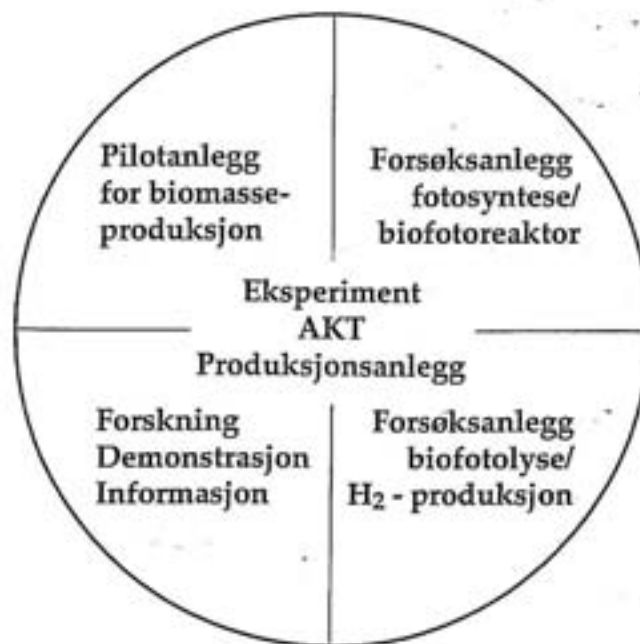 Pilotanlegg
for biomasse-
produksjon
Forsøksanlegg
fotosyntese/
biofotoreaktor
Eksperiment
AKT
Produksjonsanlegg
Forskning
Demonstrasjon
Informasjon
Forsøksanlegg
biofotolyse/
H₂ - produksjon